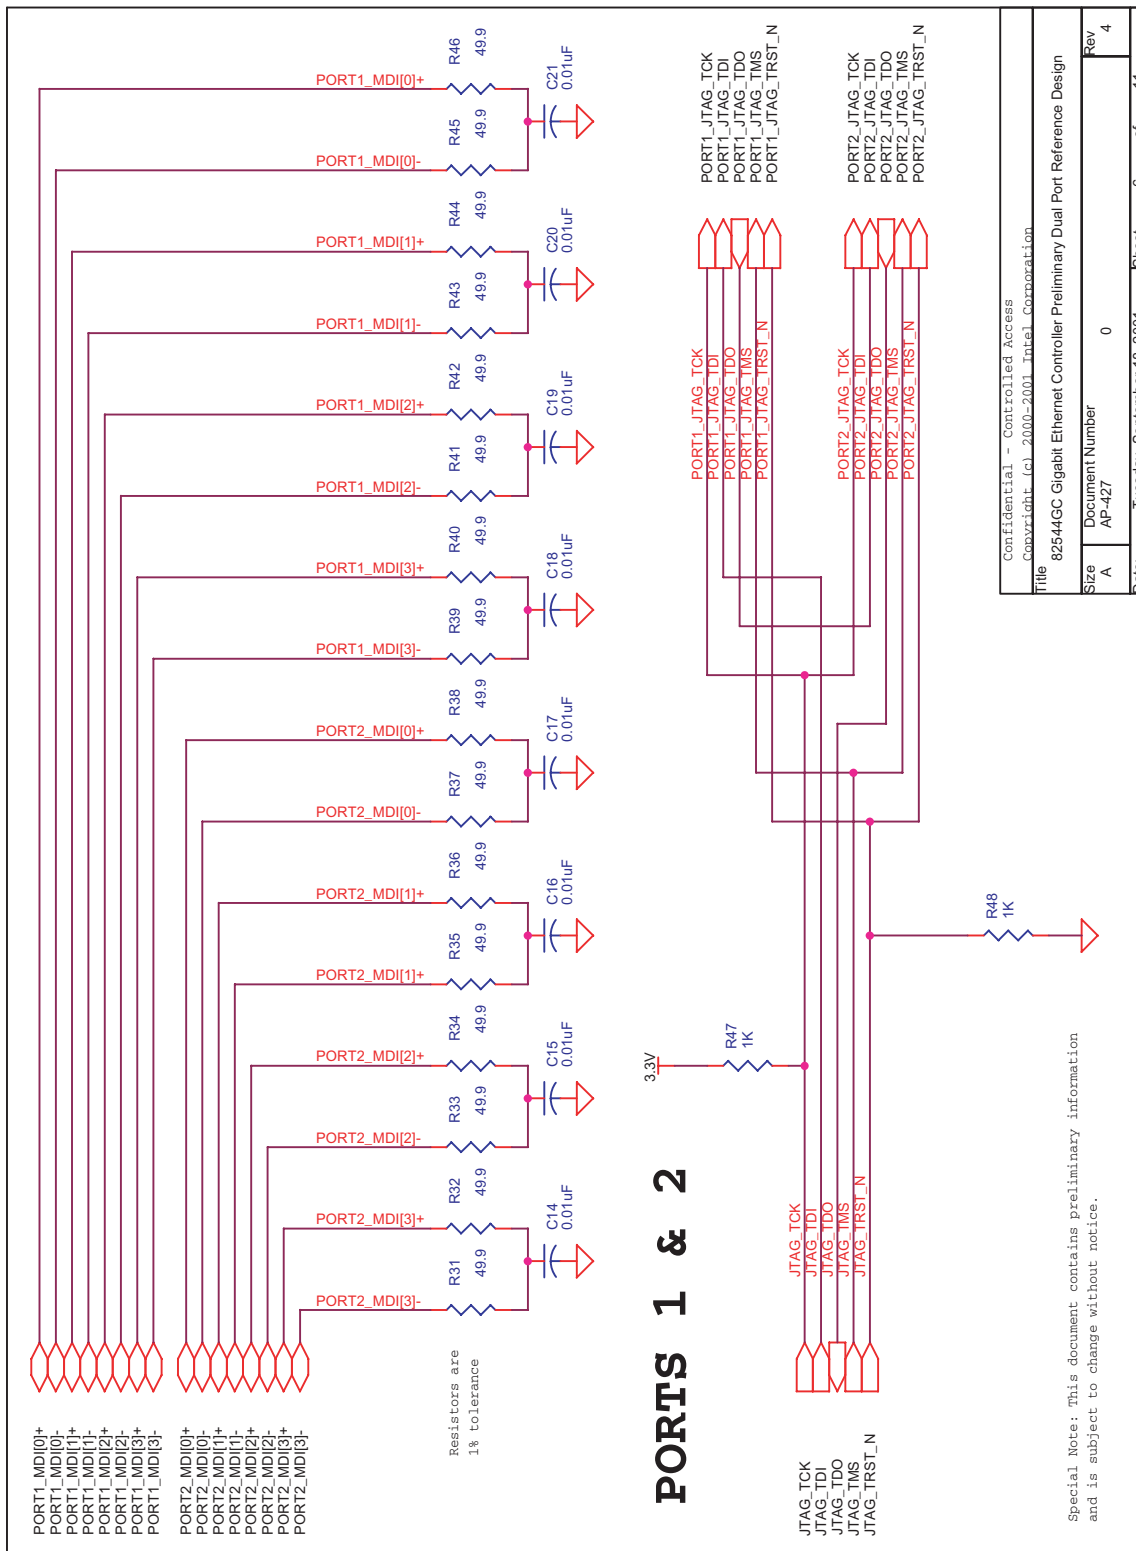 PORT1_MDI[0]+
PORT1_MDI[0]-
PORT1_MDI[1]+
PORT1_MDI[1]-
PORT1_MDI[2]+
PORT1_MDI[2]-
PORT1_MDI[3]+
PORT1_MDI[3]-
PORT2_MDI[0]+
PORT2_MDI[0]-
PORT2_MDI[1]+
PORT2_MDI[1]-
PORT2_MDI[2]+
PORT2_MDI[2]-
PORT2_MDI[3]+
PORT2_MDI[3]-
PORT2_MDI[3]-
PORT2_MDI[3]+
PORT2_MDI[2]-
PORT2_MDI[2]+
PORT2_MDI[1]+
PORT2_MDI[1]+
PORT2_MDI[0]-
PORT2_MDI[0]+
PORT1_MDI[3]-
PORT1_MDI[3]+
PORT1_MDI[2]-
PORT1_MDI[2]+
PORT1_MDI[1]-
PORT1_MDI[1]+
PORT1_MDI[0]-
PORT1_MDI[0]+
R31
49.9
R32
49.9
R33
49.9
R34
49.9
R35
49.9
R36
49.9
R37
49.9
R38
49.9
R39
49.9
R40
49.9
R41
49.9
R42
49.9
R43
49.9
R44
49.9
R45
49.9
R46
49.9
Resistors are
1% tolerance
C14
0.01uF
C15
0.01uF
C16
0.01uF
C17
0.01uF
C18
0.01uF
C19
0.01uF
C20
0.01uF
C21
0.01uF
PORTS 1 & 2
3.3V
R47
1K
PORT1_JTAG_TCK
PORT1_JTAG_TDI
PORT1_JTAG_TDO
PORT1_JTAG_TMS
PORT1_JTAG_TRST_N
PORT1_JTAG_TCK
PORT1_JTAG_TDI
PORT1_JTAG_TDO
PORT1_JTAG_TMS
PORT1_JTAG_TRST_N
JTAG_TCK
JTAG_TDI
JTAG_TDO
JTAG_TMS
JTAG_TRST_N
JTAG_TCK
JTAG_TDI
JTAG_TDO
JTAG_TMS
JTAG_TRST_N
PORT2_JTAG_TCK
PORT2_JTAG_TDI
PORT2_JTAG_TDO
PORT2_JTAG_TMS
PORT2_JTAG_TRST_N
PORT2_JTAG_TCK
PORT2_JTAG_TDI
PORT2_JTAG_TDO
PORT2_JTAG_TMS
PORT2_JTAG_TRST_N
R48
1K
Special Note: This document contains preliminary information
and is subject to change without notice.
Confidential - Controlled Access
Copyright (c) 2000-2001 Intel Corporation
Title
82544GC Gigabit Ethernet Controller Preliminary Dual Port Reference Design
Size
A
Document Number
AP-427
0
Rev
4